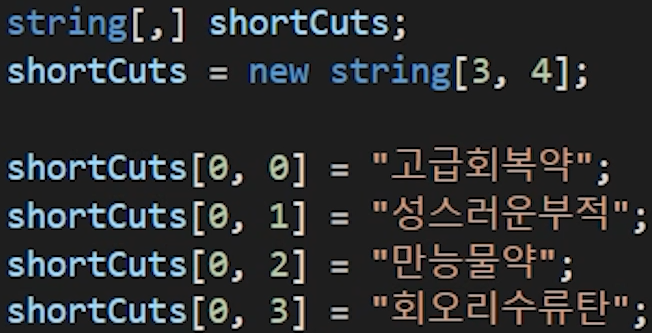 string[,] shortCuts;
shortCuts = new string[3, 4];
shortCuts[0, 0] = "고급회복약";
shortCuts[0, 1] = "성스러운부적";
shortCuts[0, 2] = "만능물약";
shortCuts[0, 3] = "회오리수류탄";